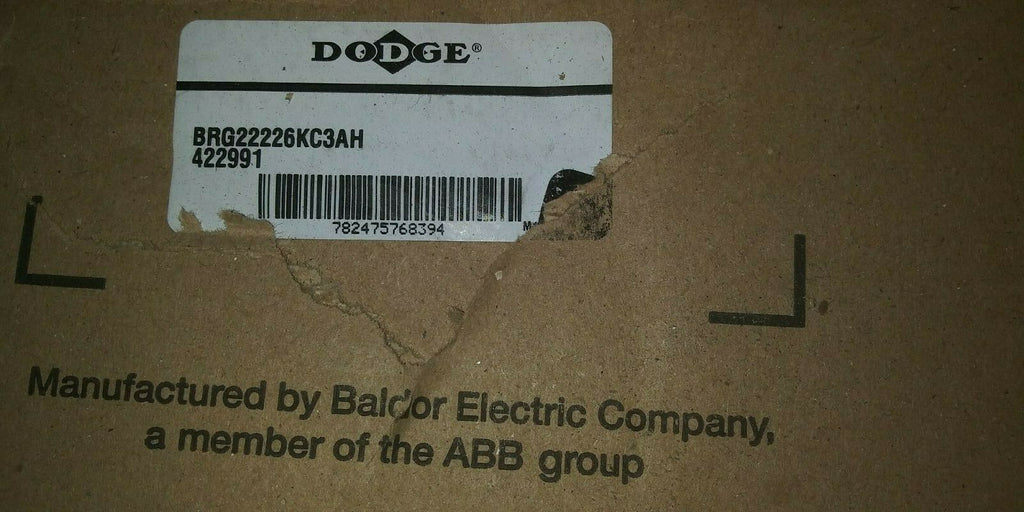 DODGE®
BRG22226KC3AH
422991
782475768394
Manufactured by Baldor Electric Company,
a member of the ABB group